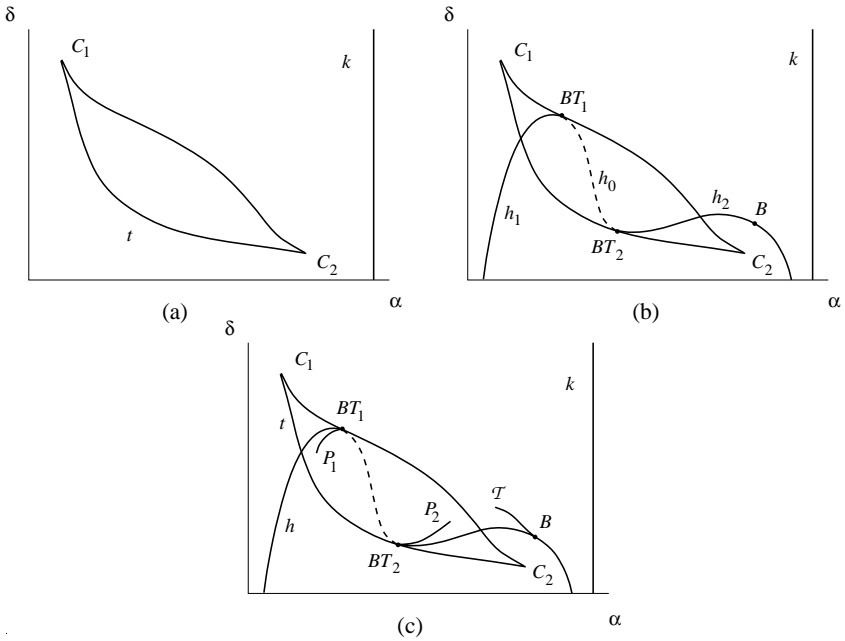 δ
C1
k
t
C2
α
(a)
δ
C1
k
BT1
h0
h1
h2
B
BT2
C2
α
(b)
δ
C1
k
BT1
t
P1
h
P2
𝒯
B
BT2
C2
α
(c)